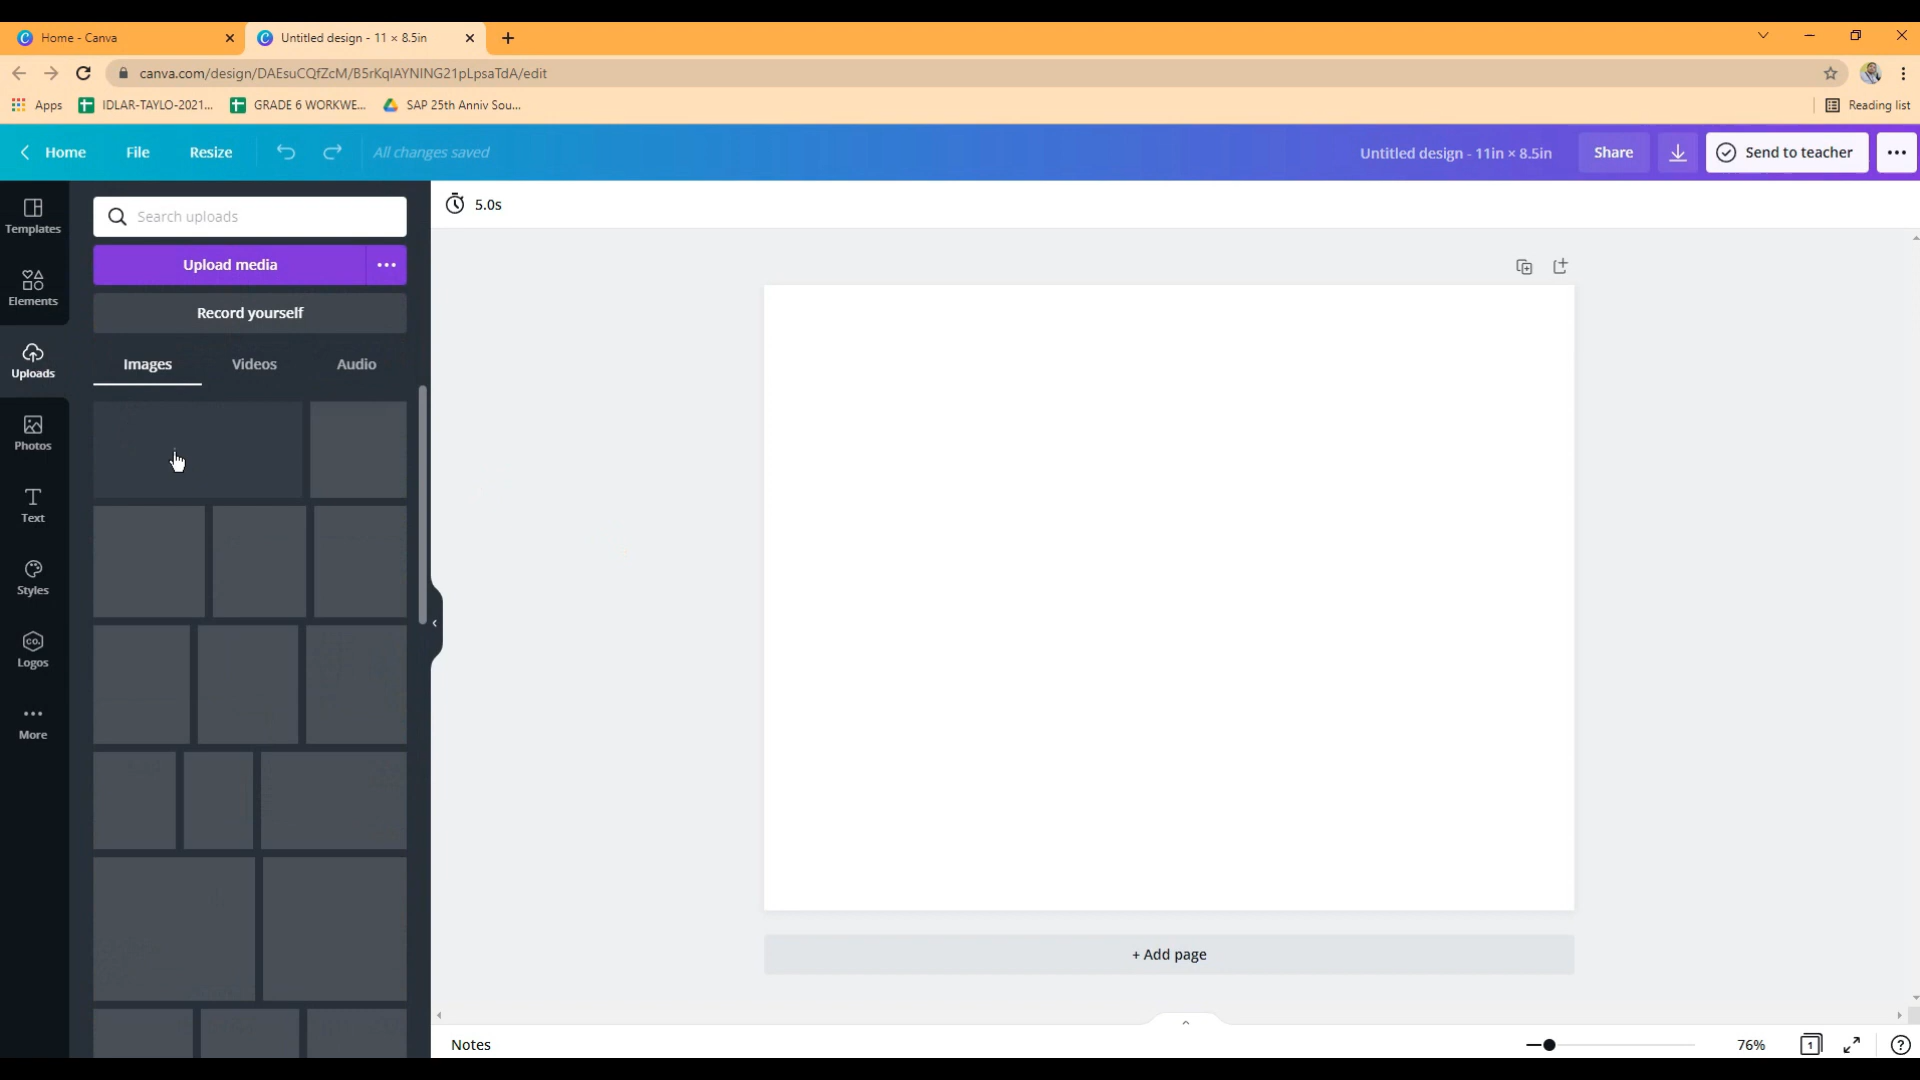 Home - Canva
Untitled design - 11 × 8.5in
canva.com/design/DAEsuCQfZcM/B5rKqlAYNING21pLpsaTdA/edit
Apps
IDLAR-TAYLO-2021...
GRADE 6 WORKWE...
SAP 25th Anniv Sou...
Reading list
Home
File
Resize
All changes saved
Untitled design - 11in × 8.5in
Share
Send to teacher
Templates
Elements
Uploads
Photos
Text
Styles
CO.
Logos
More
Search uploads
Upload media
Record yourself
Images
Videos
Audio
5.0s
+ Add page
Notes
76%
1
?